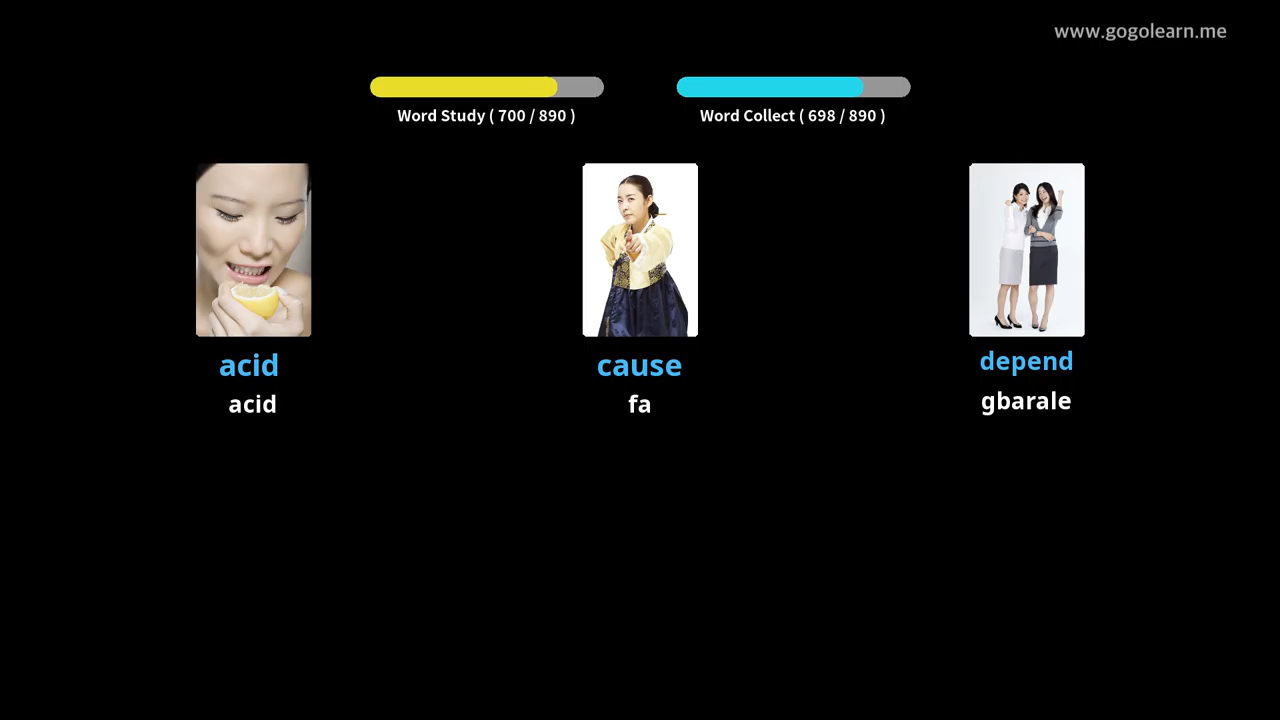 www.gogolearn.me
Word Study ( 700 / 890 )
Word Collect ( 698 / 890 )
acid
cause
depend
acid
fa
gbarale